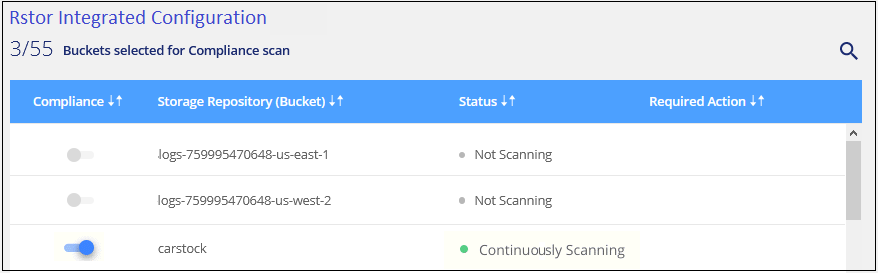 Rstor Integrated Configuration
3/55 Buckets selected for Compliance scan
Compliance ↓↑ Storage Repository (Bucket) ↓↑ Status ↓↑ Required Action ↓↑
logs-759995470648-us-east-1 Not Scanning
logs-759995470648-us-west-2 Not Scanning
carstock Continuously Scanning